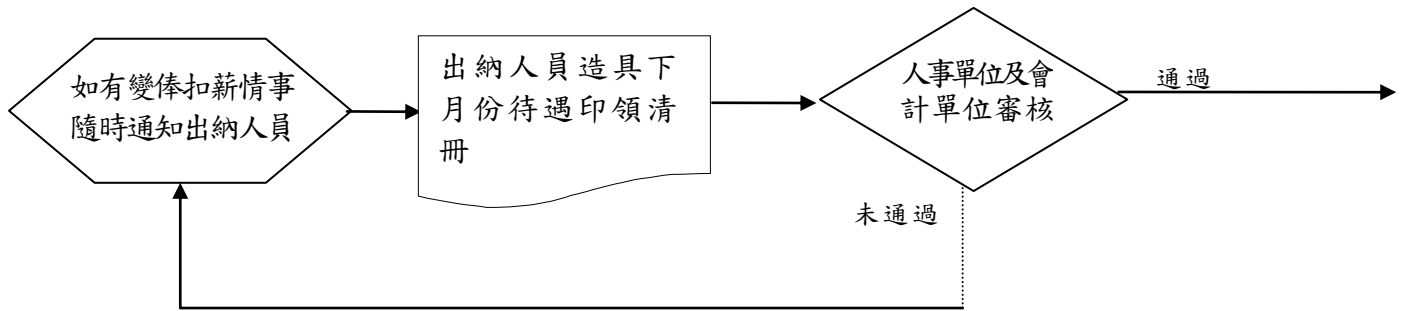 如有變俸扣薪情事
隨時通知出納人員
出納人員造具下
月份待遇印領清
冊
人事單位及會
計單位審核
通過
未通過